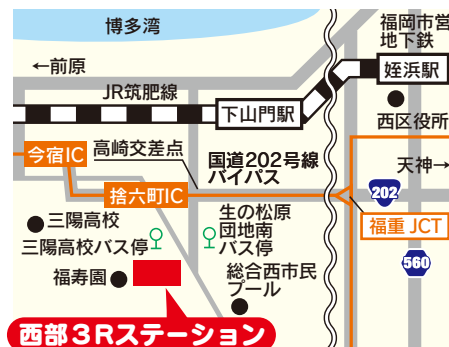 博多湾
福岡市営
地下鉄
←前原
姪浜駅
JR筑肥線
下山門駅
西区役所
今宿IC
高崎交差点
国道202号線
バイパス
天神→
捨六町IC
202
生の松原
団地南
バス停
福重 JCT
三陽高校
三陽高校バス停
560
福寿園
総合西市民
プール
西部3Rステーション